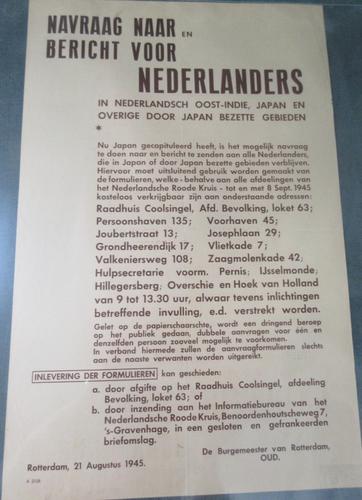 NAVRAAG NAAR EN
BERICHT VOOR
NEDERLANDERS
IN NEDERLANDSCH OOST-INDIE, JAPAN EN
OVERIGE DOOR JAPAN BEZETTE GEBIEDEN
*
Nu Japan gecapituleerd heeft, is het mogelijk navraag
te doen naar en bericht te zenden aan alle Nederlanders,
die in Japan of door Japan bezette gebieden verblijven.
Hiervoor moet uitsluitend gebruik worden gemaakt van
de formulieren, welke - behalve aan alle afdeelingen van
het Nederlandsche Roode Kruis - tot en met 8 Sept. 1945
kosteloos verkrijgbaar zijn aan onderstaande adressen:
Raadhuis Coolsingel, Afd. Bevolking, loket 63;
Persoonshaven 135; Voorhaven 45;
Joubertstraat 13; Josephlaan 29;
Grondheerendijk 17; Vlietkade 7;
Valkeniersweg 108; Zaagmolenkade 42;
Hulpsecretarie voorm. Pernis; IJsselmonde;
Hillegersberg; Overschie en Hoek van Holland
van 9 tot 13.30 uur, alwaar tevens inlichtingen
betreffende invulling, e.d. verstrekt worden.
Gelet op de papierschaarschte, wordt een dringend beroep
op het publiek gedaan, dubbele aanvragen voor één en
denzelfden persoon zooveel mogelijk te voorkomen.
In verband hiermede zullen de aanvraagformulieren slechts
aan de naaste verwanten worden uitgereikt.
INLEVERING DER FORMULIEREN kan geschieden:
a. door afgifte op het Raadhuis Coolsingel, afdeeling
Bevolking, loket 63; of
b. door inzending aan het Informatiebureau van het
Nederlandsche Roode Kruis, Benoordenhoutscheweg 7,
's-Gravenhage, in een gesloten en gefrankeerden
briefomslag.
De Burgemeester van Rotterdam,
OUD.
Rotterdam, 21 Augustus 1945.